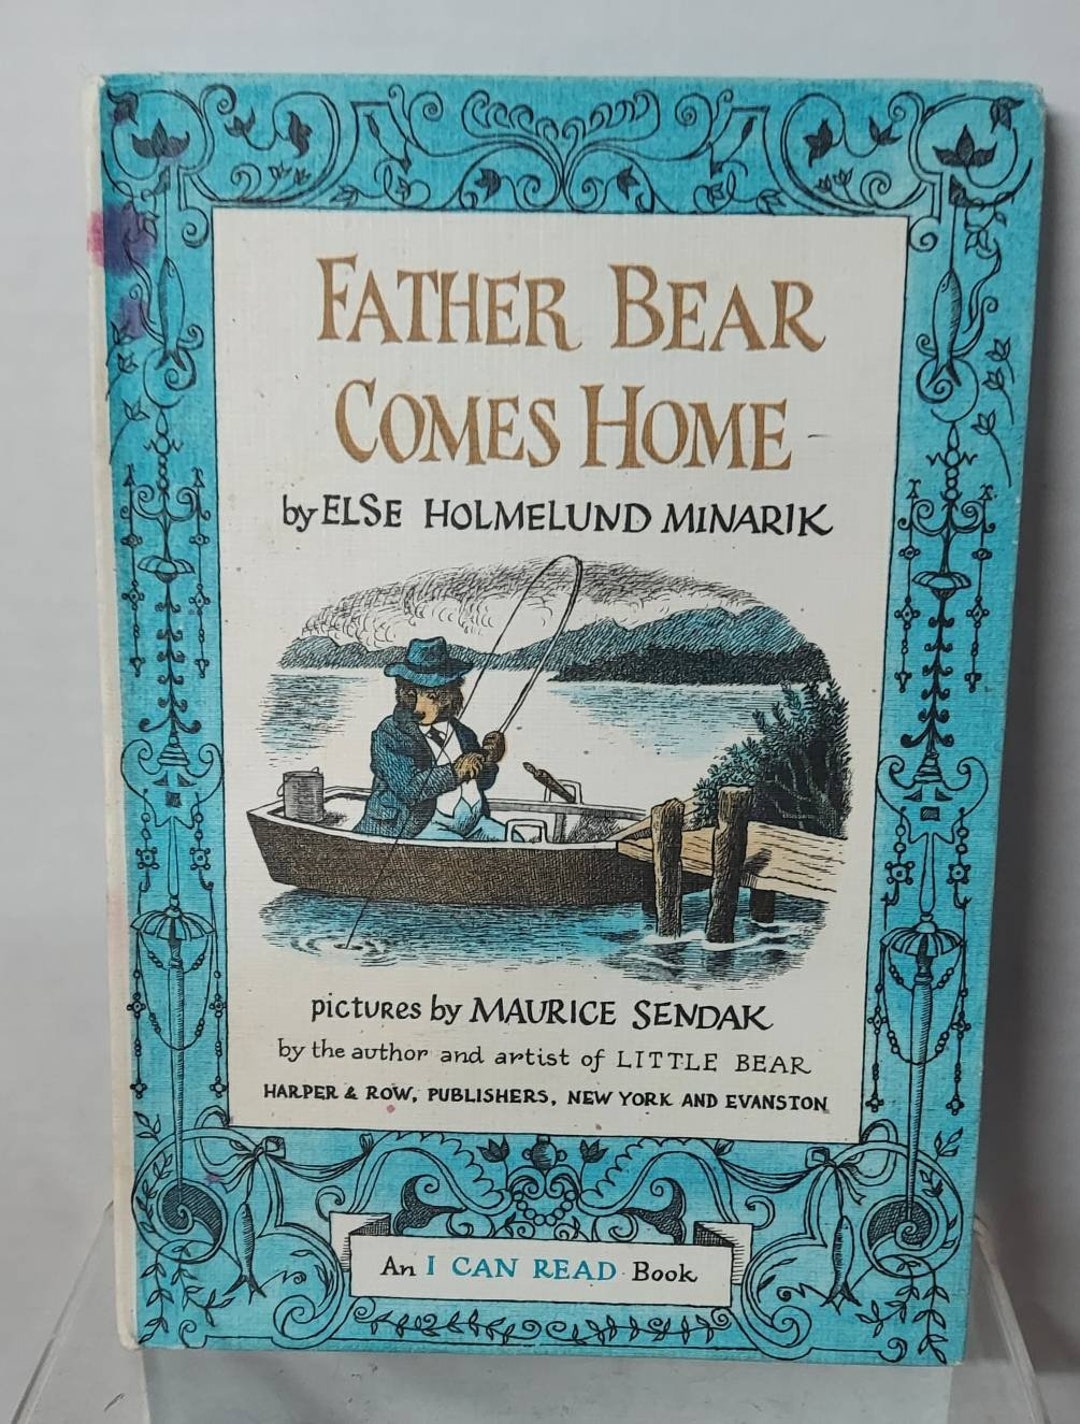 FATHER BEAR
COMES HOME
by ELSE HOLMELUND MINARIK
pictures by MAURICE SENDAK
by the author and artist of LITTLE BEAR
HARPER & ROW, PUBLISHERS, NEW YORK AND EVANSTON
An I CAN READ Book